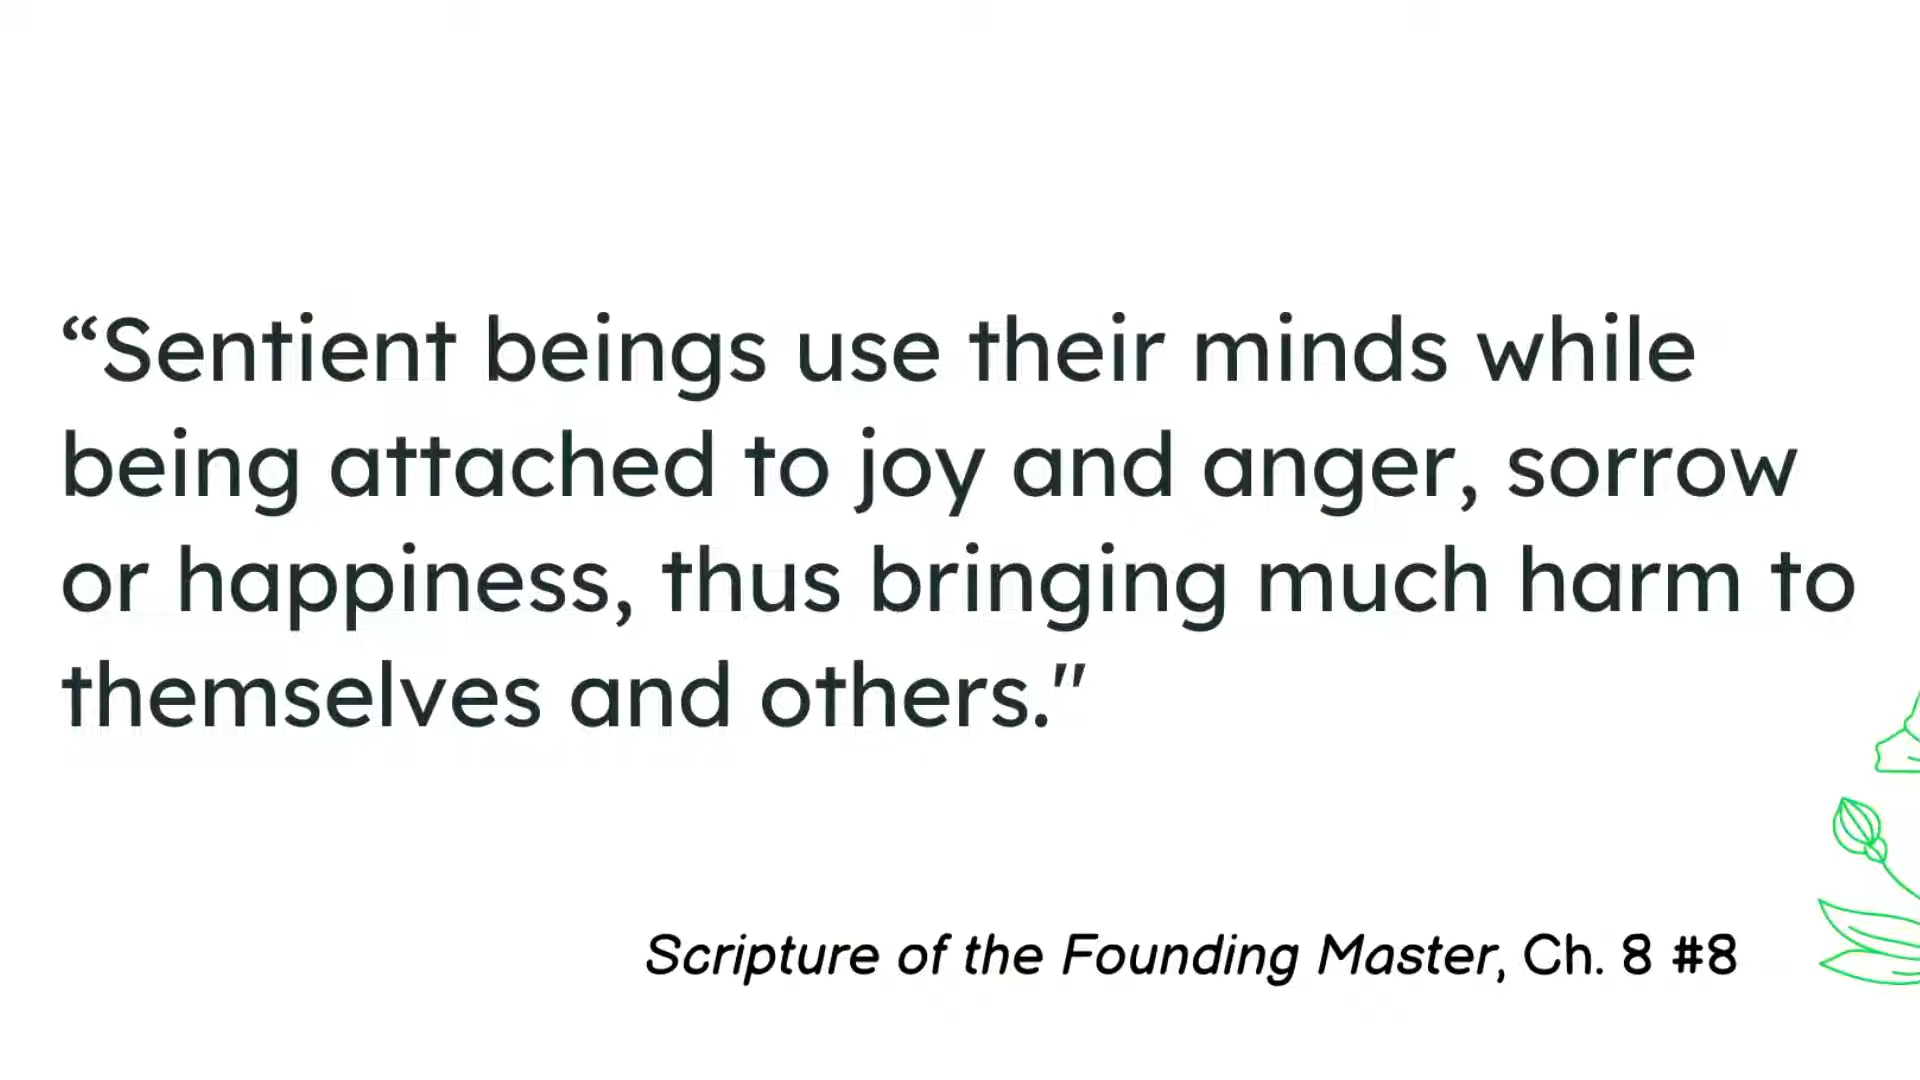 “Sentient beings use their minds while
being attached to joy and anger, sorrow
or happiness, thus bringing much harm to
themselves and others."
Scripture of the Founding Master, Ch. 8 #8